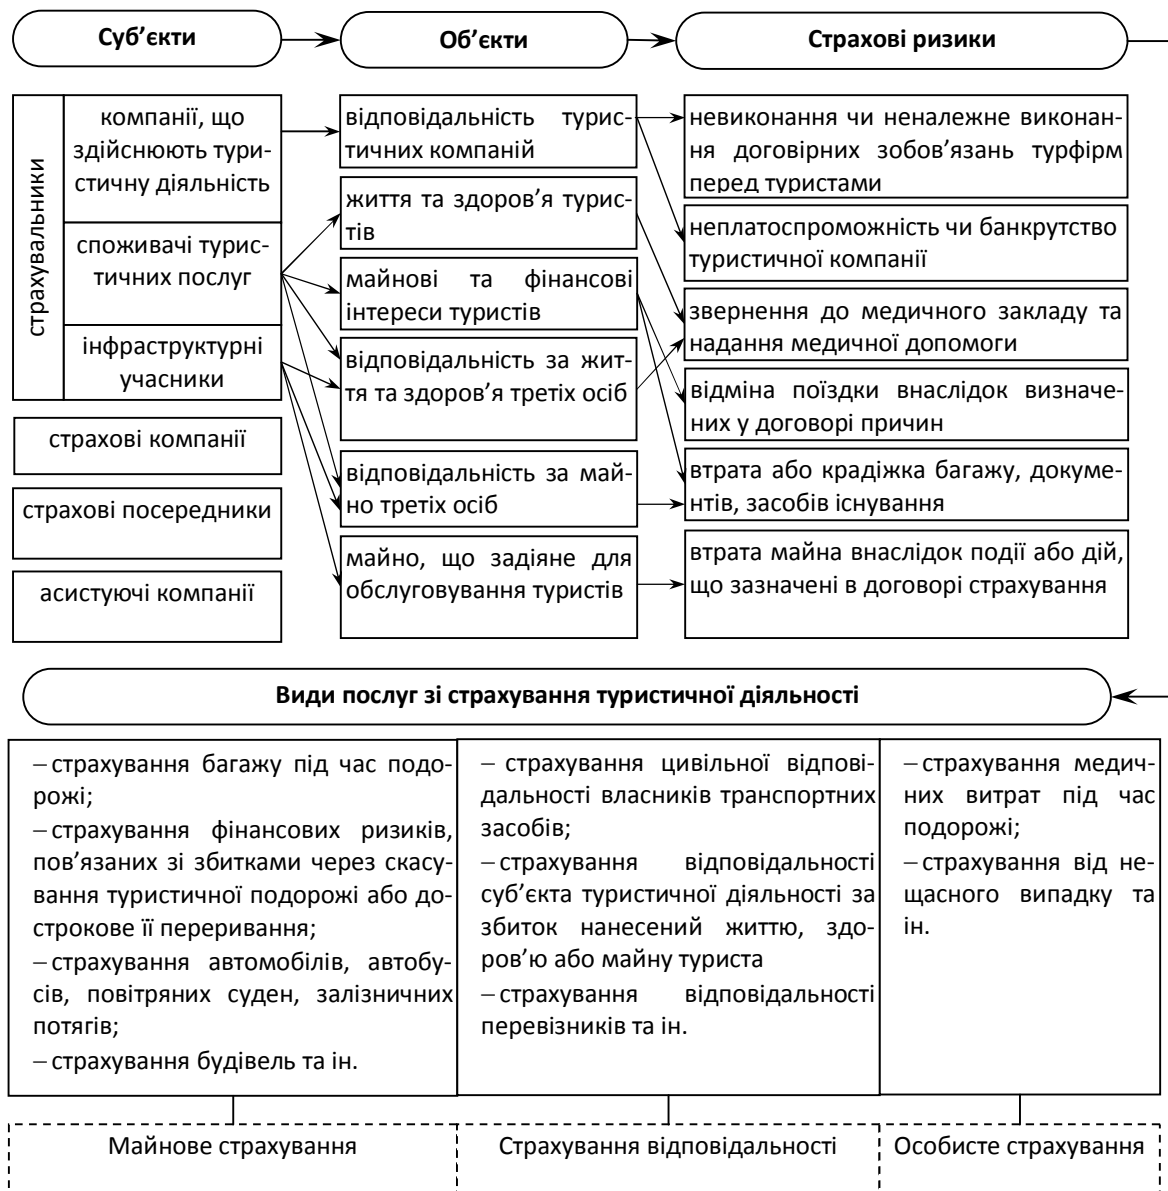 Суб’єкти
Об’єкти
Страхові ризики
страхувальники
компанії, що
здійснюють тури-
стичну діяльність
споживачі турис-
тичних послуг
інфраструктурні
учасники
страхові компанії
страхові посередники
асистуючі компанії
відповідальність турис-
тичних компаній
життя та здоров’я турис-
тів
майнові та фінансові
інтереси туристів
відповідальність за жит-
тя та здоров’я третіх осіб
відповідальність за май-
но третіх осіб
майно, що задіяне для
обслуговування туристів
невиконання чи неналежне виконан-
ня договірних зобов’язань турфірм
перед туристами
неплатоспроможність чи банкрутство
туристичної компанії
звернення до медичного закладу та
надання медичної допомоги
відміна поїздки внаслідок визначе-
них у договорі причин
втрата або крадіжка багажу, докуме-
нтів, засобів існування
втрата майна внаслідок події або дій,
що зазначені в договорі страхування
Види послуг зі страхування туристичної діяльності
– страхування багажу під час подо-
рожі;
– страхування фінансових ризиків,
пов’язаних зі збитками через скасу-
вання туристичної подорожі або до-
строкове її переривання;
– страхування автомобілів, автобу-
сів, повітряних суден, залізничних
потягів;
– страхування будівель та ін.
– страхування цивільної відпові-
дальності власників транспортних
засобів;
– страхування відповідальності
суб’єкта туристичної діяльності за
збиток нанесений життю, здо-
ров’ю або майну туриста
– страхування відповідальності
перевізників та ін.
– страхування медич-
них витрат під час
подорожі;
– страхування від не-
щасного випадку та
ін.
Майнове страхування
Страхування відповідальності
Особисте страхування